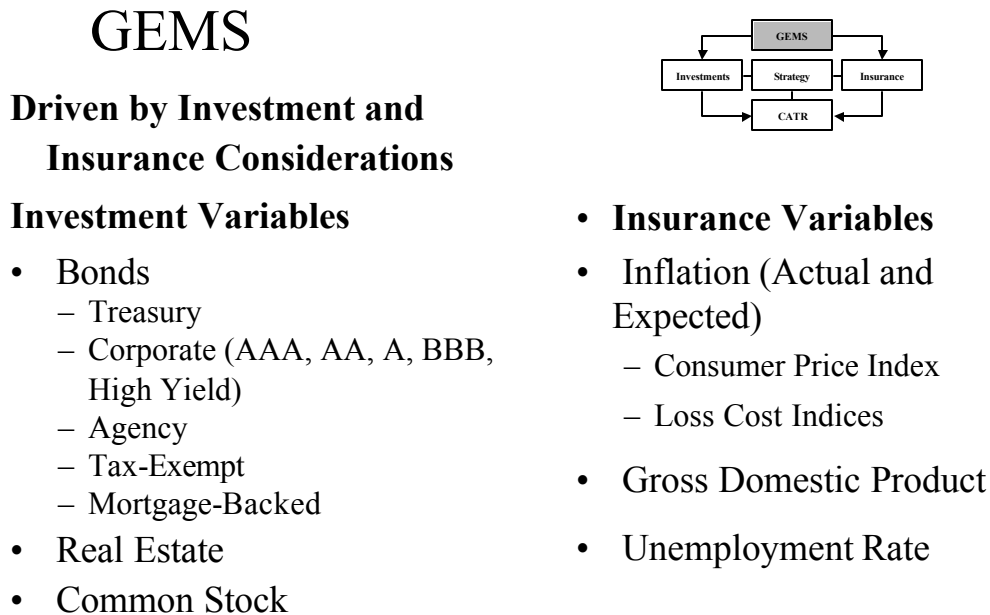 GEMS
GEMS
Investments
Strategy
Insurance
CATR
Driven by Investment and
Insurance Considerations
Investment Variables
• Bonds
– Treasury
– Corporate (AAA, AA, A, BBB,
High Yield)
– Agency
– Tax-Exempt
– Mortgage-Backed
• Real Estate
• Common Stock
• Insurance Variables
• Inflation (Actual and
Expected)
– Consumer Price Index
– Loss Cost Indices
• Gross Domestic Product
• Unemployment Rate